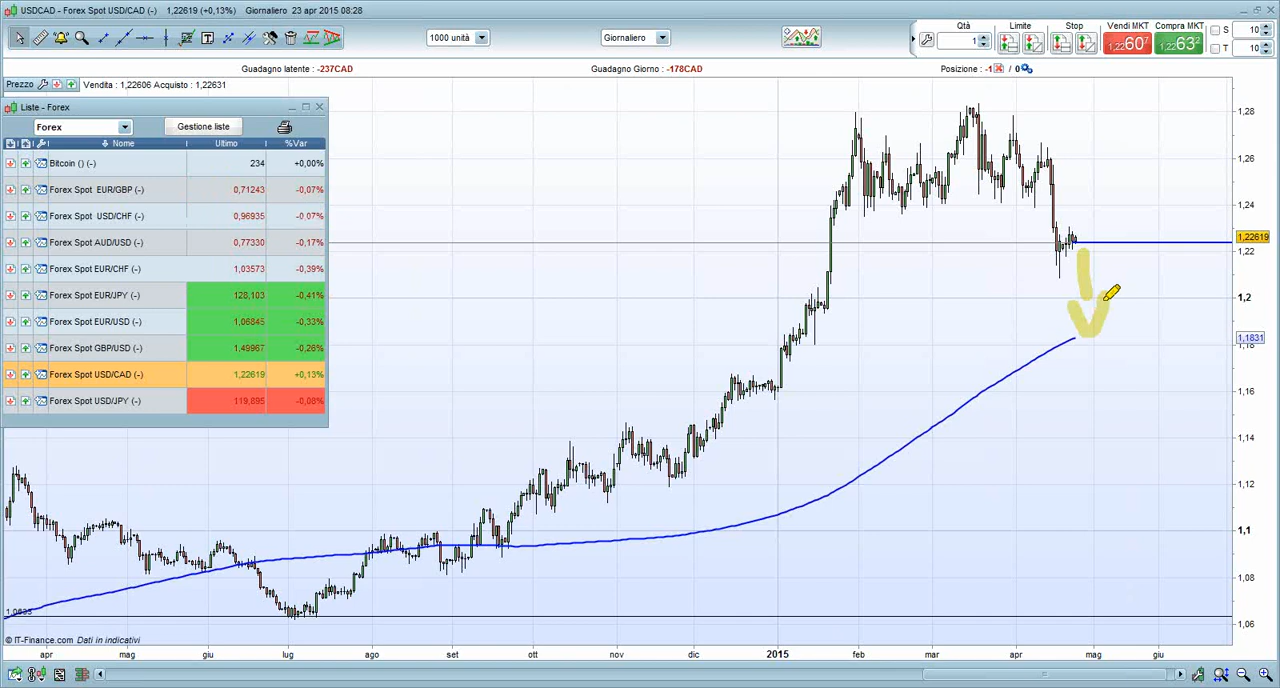 USDCAD - Forex Spot USD/CAD (-) 1,22619 (+0,13%) Giornaliero 23 apr 2015 08:28
1000 unità Giornaliero Qtà 1 Limite Stop Vendi MKT 1,22 60 7 Compra MKT 1,22 63 2 S 10 T 10
Guadagno latente: -237CAD Guadagno Giorno: -178CAD Posizione: -1 / 0
Prezzo Vendita : 1,22606 Acquisto : 1,22631
Liste - Forex
Forex Gestione liste
Nome Ultimo %Var
Bitcoin () (-) 234 +0,00%
Forex Spot EUR/GBP (-) 0,71243 -0,07%
Forex Spot USD/CHF (-) 0,96935 -0,07%
Forex Spot AUD/USD (-) 0,77330 -0,17%
Forex Spot EUR/CHF (-) 1,03573 -0,39%
Forex Spot EUR/JPY (-) 128,103 -0,41%
Forex Spot EUR/USD (-) 1,06845 -0,33%
Forex Spot GBP/USD (-) 1,49967 -0,26%
Forex Spot USD/CAD (-) 1,22619 +0,13%
Forex Spot USD/JPY (-) 119,895 -0,08%
1,28
1,26
1,24
1,22619
1,22
1,2
1,1831
1,18
1,16
1,14
1,12
1,1
1,08
1,06
© IT-Finance.com Dati in indicativi
apr mag giu lug ago set ott nov dic 2015 feb mar apr mag giu